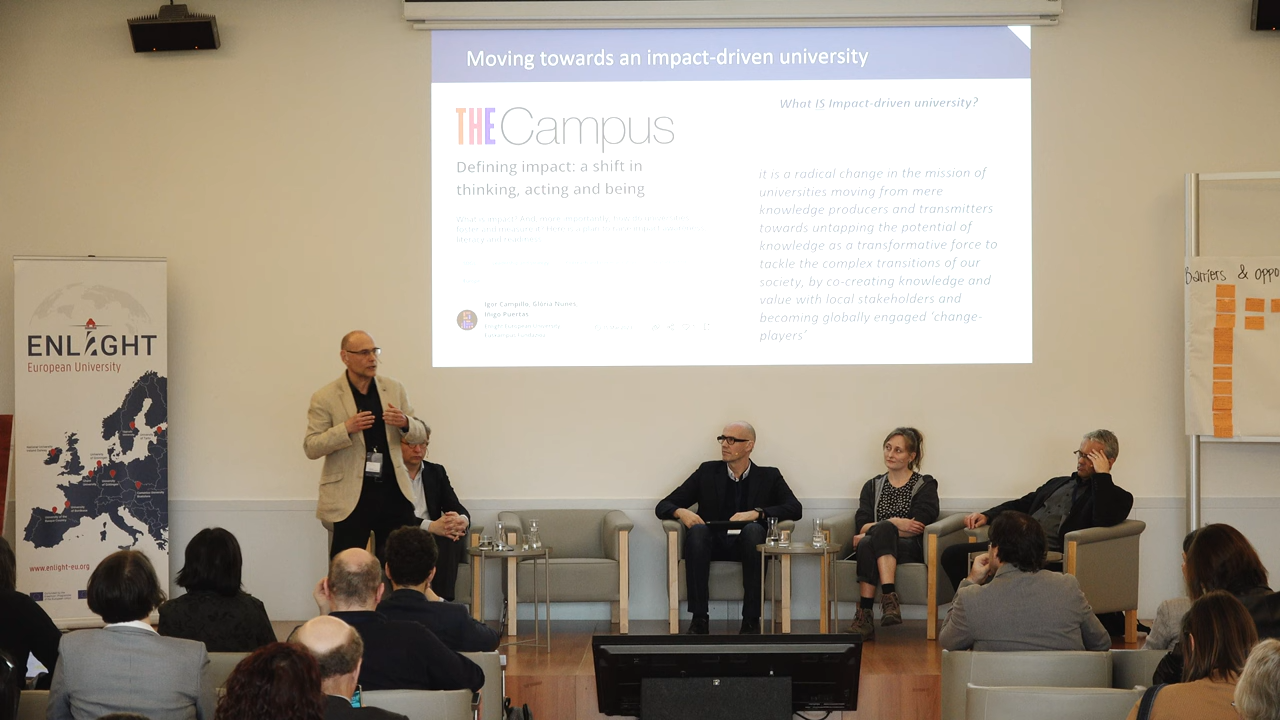 Moving towards an impact-driven university
THE Campus
Defining impact: a shift in
thinking, acting and being
Igor Campillo, Gloria Nunes
Iñigo Puertas
What IS Impact-driven university?
it is a radical change in the mission of
universities moving from mere
knowledge producers and transmitters
towards untapping the potential of
knowledge as a transformative force to
tackle the complex transitions of our
society, by co-creating knowledge and
value with local stakeholders and
becoming globally engaged 'change-
players'
ENLIGHT
European University
www.enlight-eu.org
Barriers & oppo